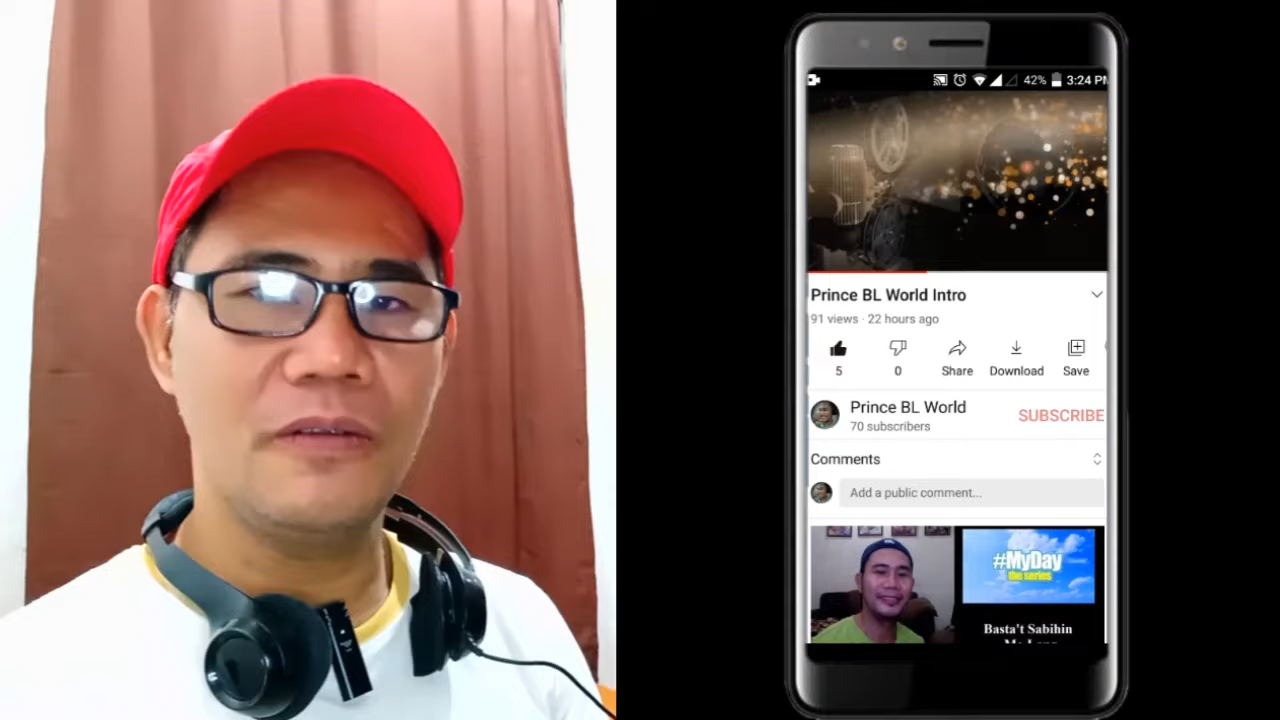 42% 3:24 PM
Prince BL World Intro
91 views · 22 hours ago
5 0 Share Download Save
Prince BL World SUBSCRIBE
70 subscribers
Comments
Add a public comment...
#MyDay
the series
Basta't Sabihin